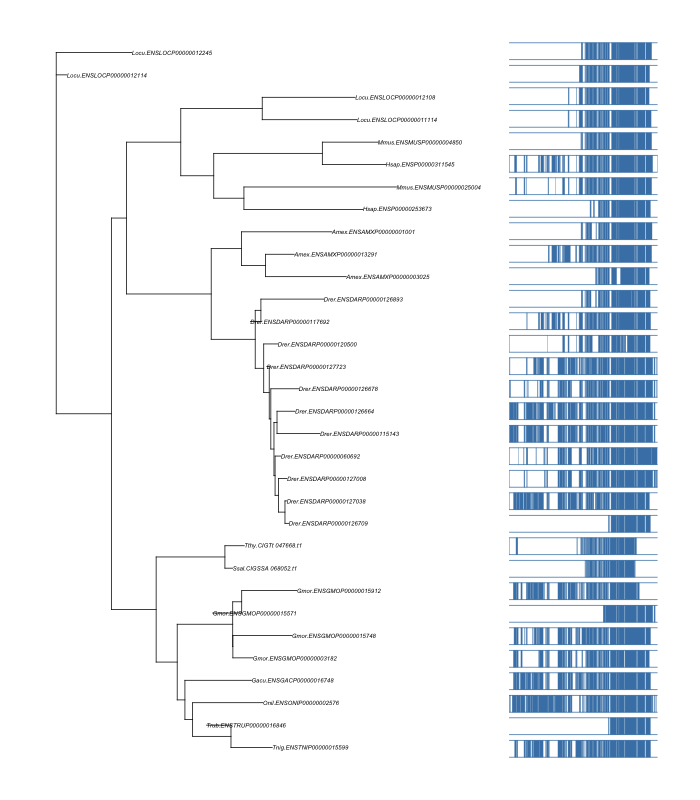 Locu.ENSLOCP00000012245
Locu.ENSLOCP00000012114
Locu.ENSLOCP00000012108
Locu.ENSLOCP00000011114
Mmus.ENSMUSP00000004850
Hsap.ENSP00000311545
Mmus.ENSMUSP00000025004
Hsap.ENSP00000253673
Amex.ENSAMXP00000001001
Amex.ENSAMXP00000013291
Amex.ENSAMXP00000003025
Drer.ENSDARP00000126893
Drer.ENSDARP00000117692
Drer.ENSDARP00000120500
Drer.ENSDARP00000127723
Drer.ENSDARP00000126678
Drer.ENSDARP00000126664
Drer.ENSDARP00000115143
Drer.ENSDARP00000060692
Drer.ENSDARP00000127008
Drer.ENSDARP00000127038
Drer.ENSDARP00000126709
Tthy.CIGTt 047668.t1
Ssal.CIGSSA 068052.t1
Gmor.ENSGMOP00000015912
Gmor.ENSGMOP00000015571
Gmor.ENSGMOP00000015748
Gmor.ENSGMOP00000003182
Gacu.ENSGACP00000016748
Onil.ENSONIP00000002576
Trub.ENSTRUP00000016846
Tnig.ENSTNIP00000015599